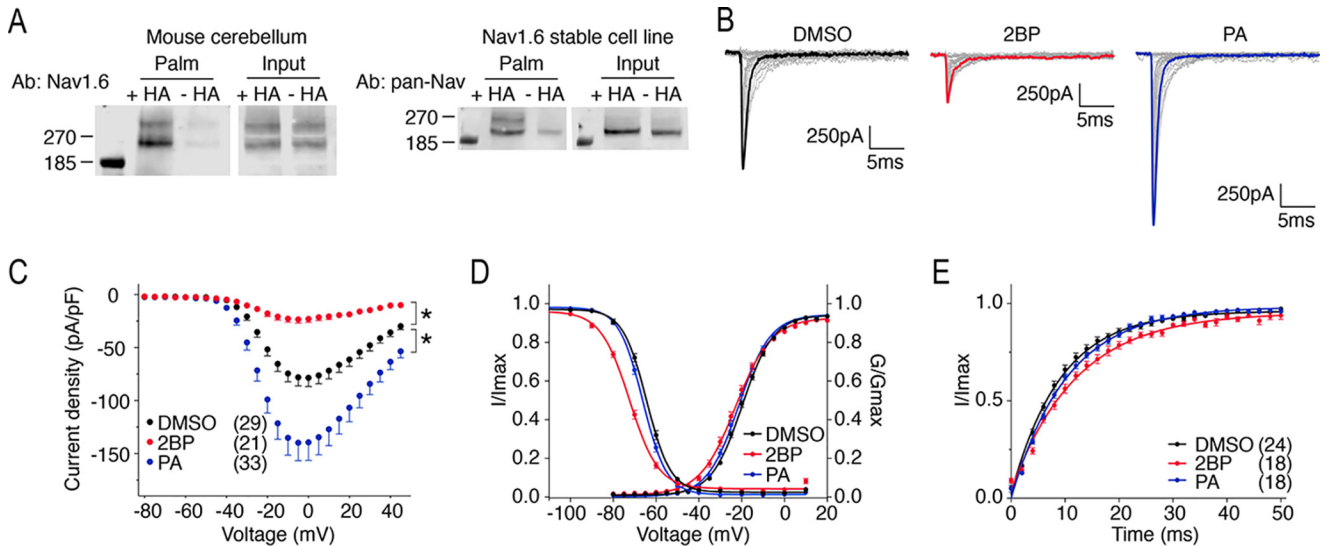 A
Mouse cerebellum
Palm Input
Ab: Nav1.6 + HA - HA + HA - HA
270
185
Nav1.6 stable cell line
Palm Input
Ab: pan-Nav + HA - HA + HA - HA
270
185
B
DMSO 2BP PA
250pA
5ms
250pA
5ms
250pA
5ms
C
Current density (pA/pF)
0
-50
-100
-150
*
*
DMSO (29)
2BP (21)
PA (33)
-80 -60 -40 -20 0 20 40
Voltage (mV)
D
I/Imax
1.0
0.8
0.6
0.4
0.2
0.0
G/Gmax
1.0
0.8
0.6
0.4
0.2
0.0
DMSO
2BP
PA
-100 -80 -60 -40 -20 0 20
Voltage (mV)
E
I/Imax
1.0
0.5
0.0
DMSO (24)
2BP (18)
PA (18)
0 10 20 30 40 50
Time (ms)